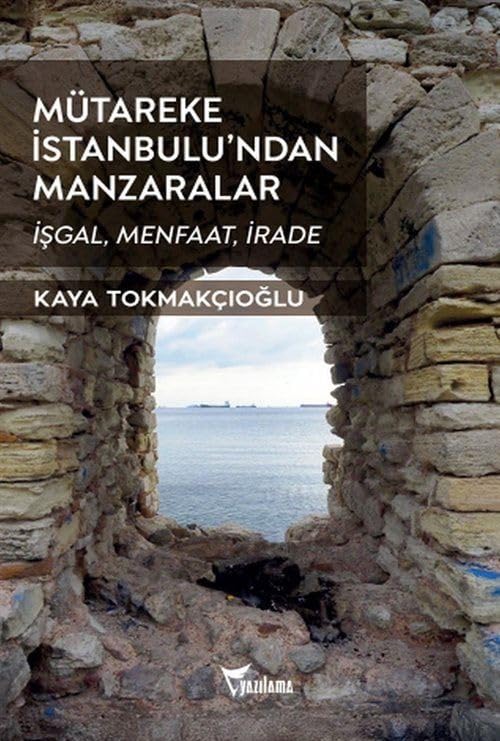 MÜTAREKE
İSTANBULU'NDAN
MANZARALAR
İŞGAL, MENFAAT, İRADE
KAYA TOKMAKÇIOĞLU
yazılama